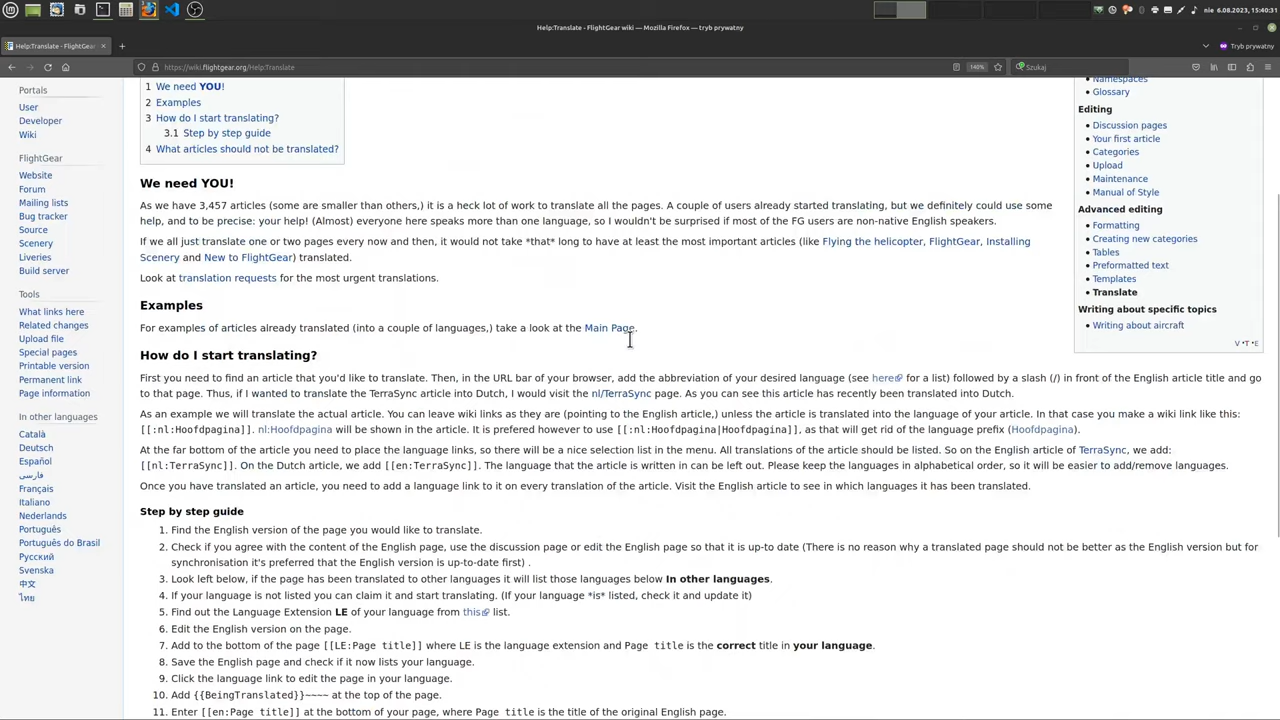 nie 6.08.2023, 15:40:31
Help:Translate - FlightGear wiki — Mozilla Firefox — tryb prywatny
Help:Translate - FlightGear
Tryb prywatny
https://wiki.flightgear.org/Help:Translate
140%
Szukaj
Portals
User
Developer
Wiki
FlightGear
Website
Forum
Mailing lists
Bug tracker
Source
Scenery
Liveries
Build server
Tools
What links here
Related changes
Upload file
Special pages
Printable version
Permanent link
Page information
In other languages
Català
Deutsch
Español
فارسی
Français
Italiano
Nederlands
Português
Português do Brasil
Русский
Svenska
中文
ไทย
1 We need YOU!
2 Examples
3 How do I start translating?
3.1 Step by step guide
4 What articles should not be translated?
We need YOU!
As we have 3,457 articles (some are smaller than others,) it is a heck lot of work to translate all the pages. A couple of users already started translating, but we definitely could use some
help, and to be precise: your help! (Almost) everyone here speaks more than one language, so I wouldn't be surprised if most of the FG users are non-native English speakers.
If we all just translate one or two pages every now and then, it would not take *that* long to have at least the most important articles (like Flying the helicopter, FlightGear, Installing
Scenery and New to FlightGear) translated.
Look at translation requests for the most urgent translations.
Examples
For examples of articles already translated (into a couple of languages,) take a look at the Main Page.
How do I start translating?
First you need to find an article that you'd like to translate. Then, in the URL bar of your browser, add the abbreviation of your desired language (see here for a list) followed by a slash (/) in front of the English article title and go
to that page. Thus, if I wanted to translate the TerraSync article into Dutch, I would visit the nl/TerraSync page. As you can see this article has recently been translated into Dutch.
As an example we will translate the actual article. You can leave wiki links as they are (pointing to the English article,) unless the article is translated into the language of your article. In that case you make a wiki link like this:
[[:nl:Hoofdpagina]]. nl:Hoofdpagina will be shown in the article. It is prefered however to use [[:nl:Hoofdpagina|Hoofdpagina]], as that will get rid of the language prefix (Hoofdpagina).
At the far bottom of the article you need to place the language links, so there will be a nice selection list in the menu. All translations of the article should be listed. So on the English article of TerraSync, we add:
[[nl:TerraSync]]. On the Dutch article, we add [[en:TerraSync]]. The language that the article is written in can be left out. Please keep the languages in alphabetical order, so it will be easier to add/remove languages.
Once you have translated an article, you need to add a language link to it on every translation of the article. Visit the English article to see in which languages it has been translated.
Step by step guide
1. Find the English version of the page you would like to translate.
2. Check if you agree with the content of the English page, use the discussion page or edit the English page so that it is up-to date (There is no reason why a translated page should not be better as the English version but for
synchronisation it's preferred that the English version is up-to-date first) .
3. Look left below, if the page has been translated to other languages it will list those languages below In other languages.
4. If your language is not listed you can claim it and start translating. (If your language *is* listed, check it and update it)
5. Find out the Language Extension LE of your language from this list.
6. Edit the English version on the page.
7. Add to the bottom of the page [[LE:Page title]] where LE is the language extension and Page title is the correct title in your language.
8. Save the English page and check if it now lists your language.
9. Click the language link to edit the page in your language.
10. Add {{BeingTranslated}}~~~~ at the top of the page.
11. Enter [[en:Page title]] at the bottom of your page, where Page title is the title of the original English page.
Namespaces
Glossary
Editing
Discussion pages
Your first article
Categories
Upload
Maintenance
Manual of Style
Advanced editing
Formatting
Creating new categories
Tables
Preformatted text
Templates
Translate
Writing about specific topics
Writing about aircraft
V • T • E